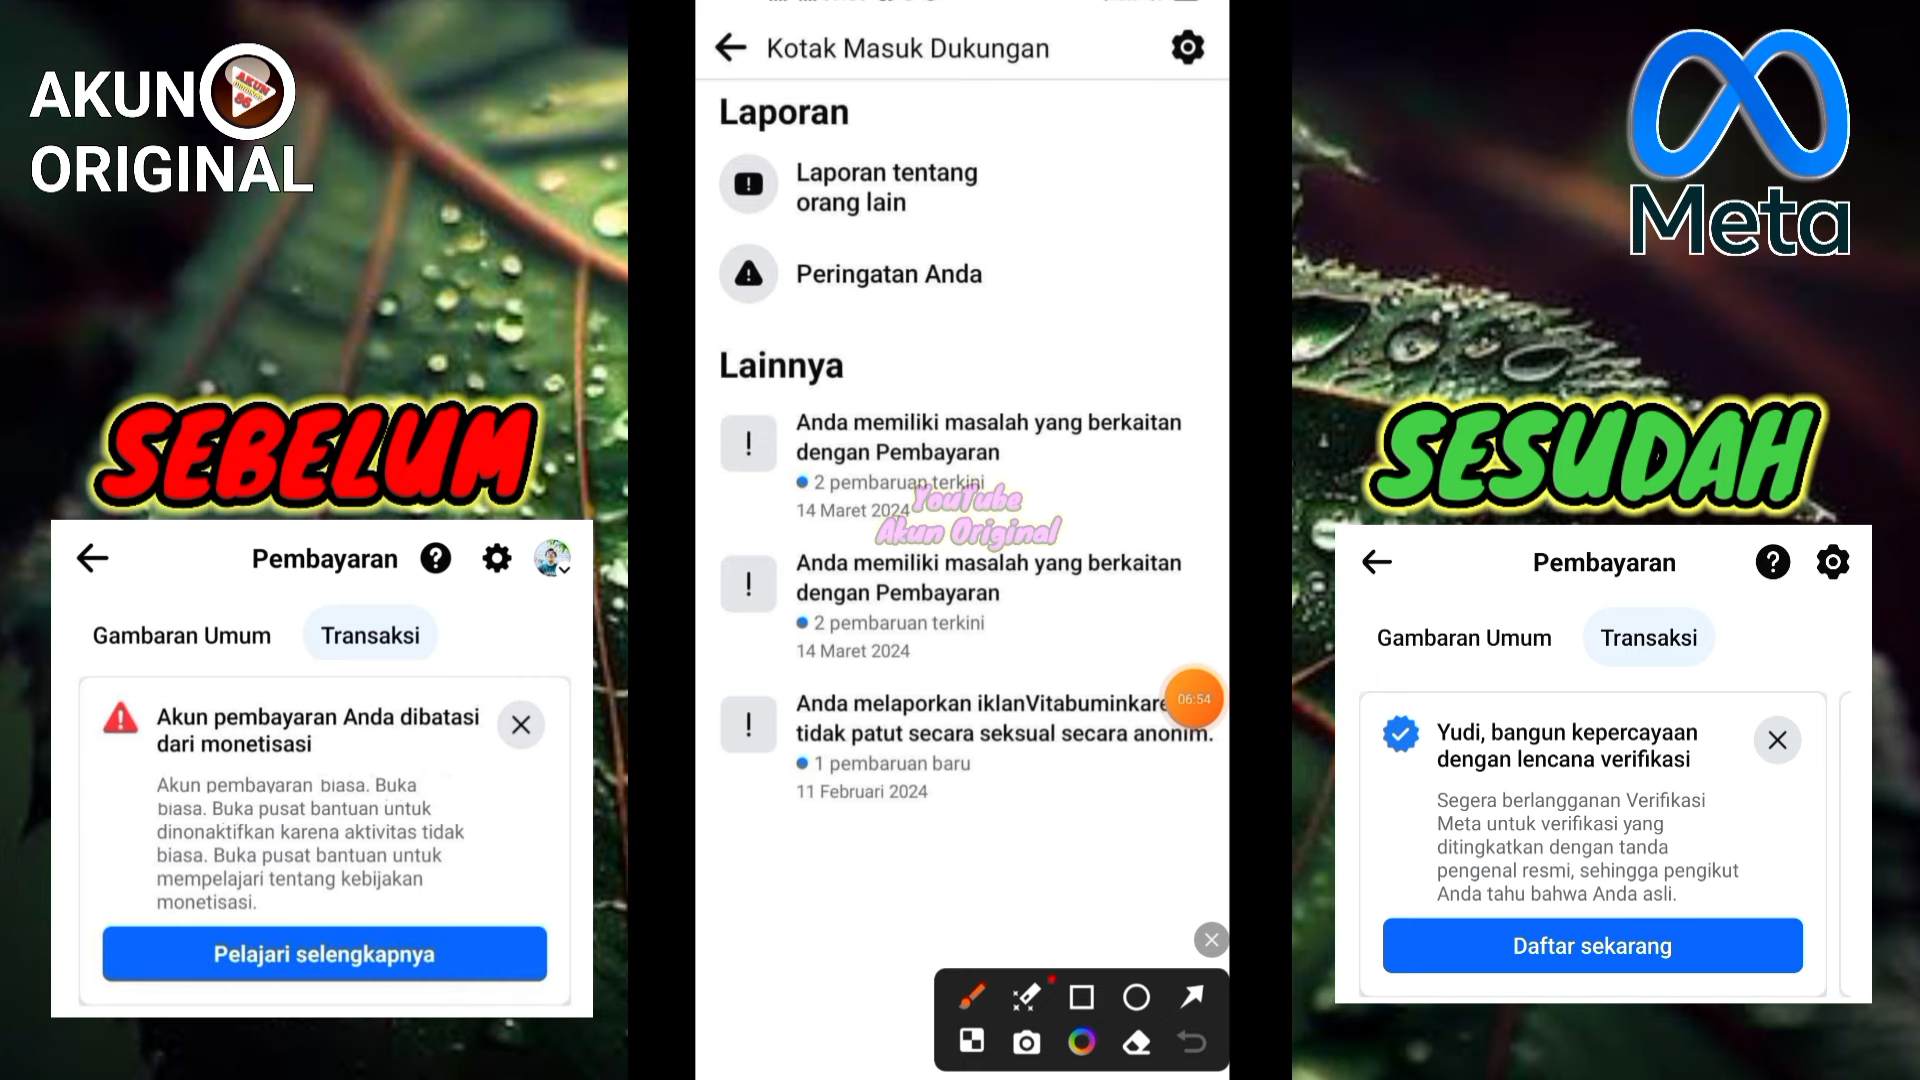 AKUN
AKUN
ORIGINAL
86
ORIGINAL
SEBELUM
Pembayaran
Gambaran Umum
Transaksi
Akun pembayaran Anda dibatasi
dari monetisasi
Akun pembayaran biasa. Buka
biasa. Buka pusat bantuan untuk
dinonaktifkan karena aktivitas tidak
biasa. Buka pusat bantuan untuk
mempelajari tentang kebijakan
monetisasi.
Pelajari selengkapnya
Kotak Masuk Dukungan
Laporan
Laporan tentang
orang lain
Peringatan Anda
Lainnya
Anda memiliki masalah yang berkaitan
dengan Pembayaran
2 pembaruan terkini
14 Maret 2024
YouTube
Akun Original
Anda memiliki masalah yang berkaitan
dengan Pembayaran
2 pembaruan terkini
14 Maret 2024
Anda melaporkan iklanVitabuminkare
tidak patut secara seksual secara anonim.
1 pembaruan baru
11 Februari 2024
06:54
Meta
SESUDAH
Pembayaran
Gambaran Umum
Transaksi
Yudi, bangun kepercayaan
dengan lencana verifikasi
Segera berlangganan Verifikasi
Meta untuk verifikasi yang
ditingkatkan dengan tanda
pengenal resmi, sehingga pengikut
Anda tahu bahwa Anda asli.
Daftar sekarang